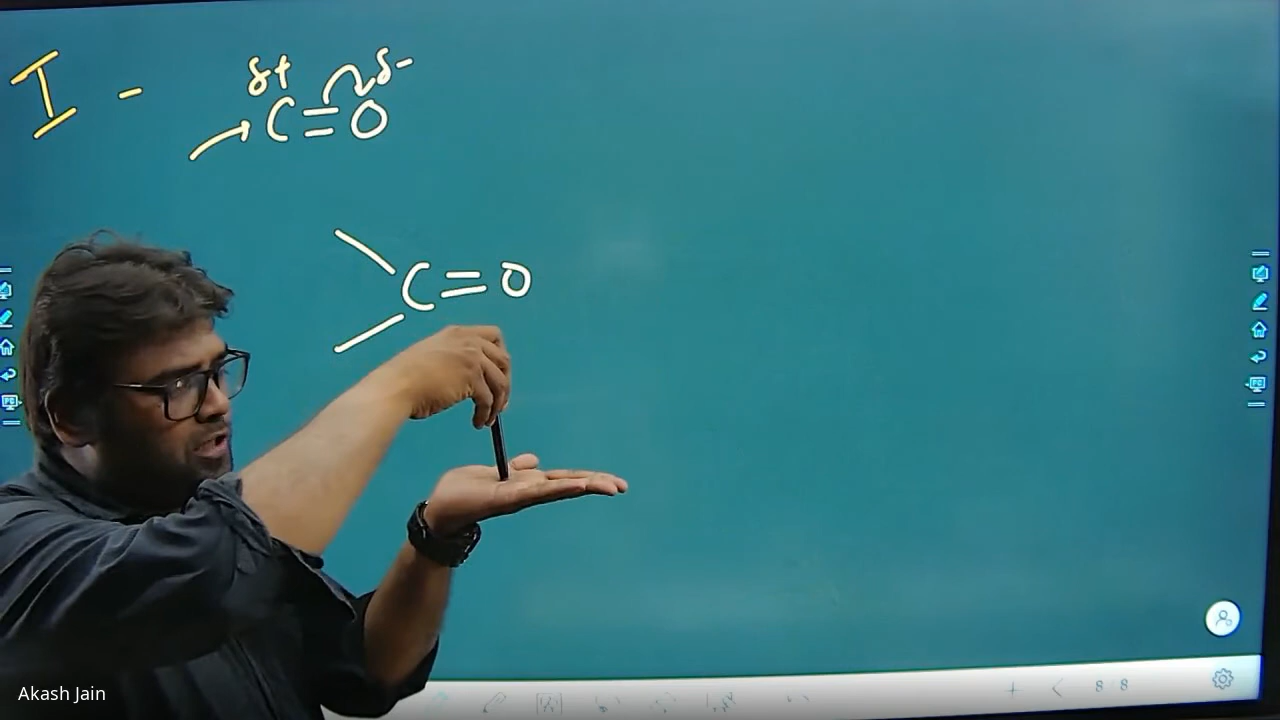 I - δ+ δ-
C=O
C=O
Akash Jain
8 8